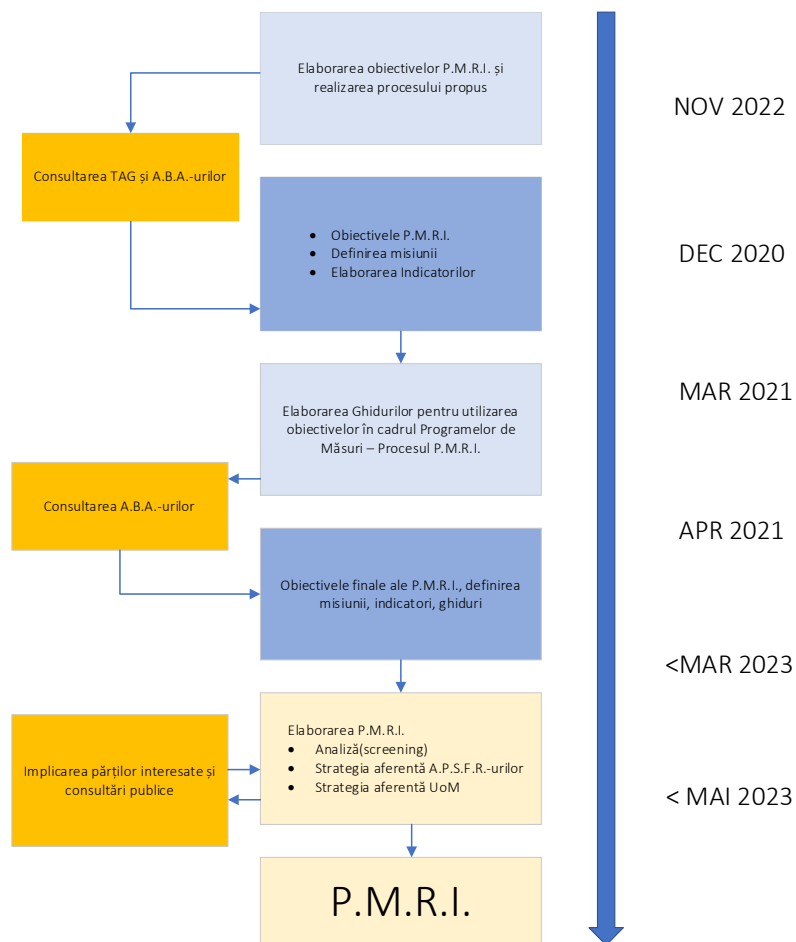 Elaborarea obiectivelor P.M.R.I. și
realizarea procesului propus
NOV 2022
Consultarea TAG și A.B.A.-urilor
• Obiectivele P.M.R.I.
• Definirea misiunii
• Elaborarea Indicatorilor
DEC 2020
Elaborarea Ghidurilor pentru utilizarea
obiectivelor în cadrul Programelor de
Măsuri – Procesul P.M.R.I.
MAR 2021
Consultarea A.B.A.-urilor
Obiectivele finale ale P.M.R.I., definirea
misiunii, indicatori, ghiduri
APR 2021
<MAR 2023
Implicarea părților interesate și
consultări publice
Elaborarea P.M.R.I.
• Analiză(screening)
• Strategia aferentă A.P.S.F.R.-urilor
• Strategia aferentă UoM
< MAI 2023
P.M.R.I.